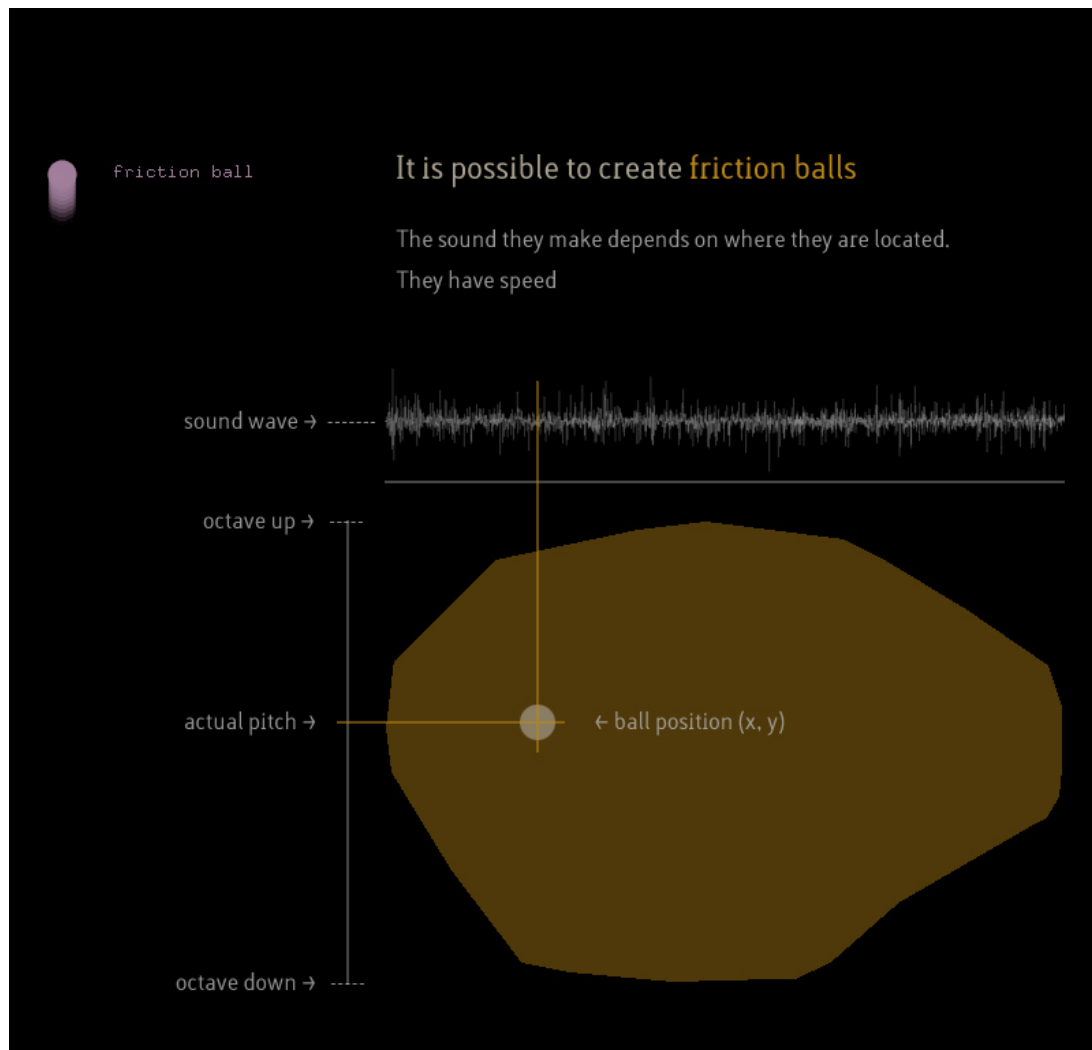 friction ball
It is possible to create friction balls
The sound they make depends on where they are located.
They have speed
sound wave →
octave up →
actual pitch →
← ball position (x, y)
octave down →